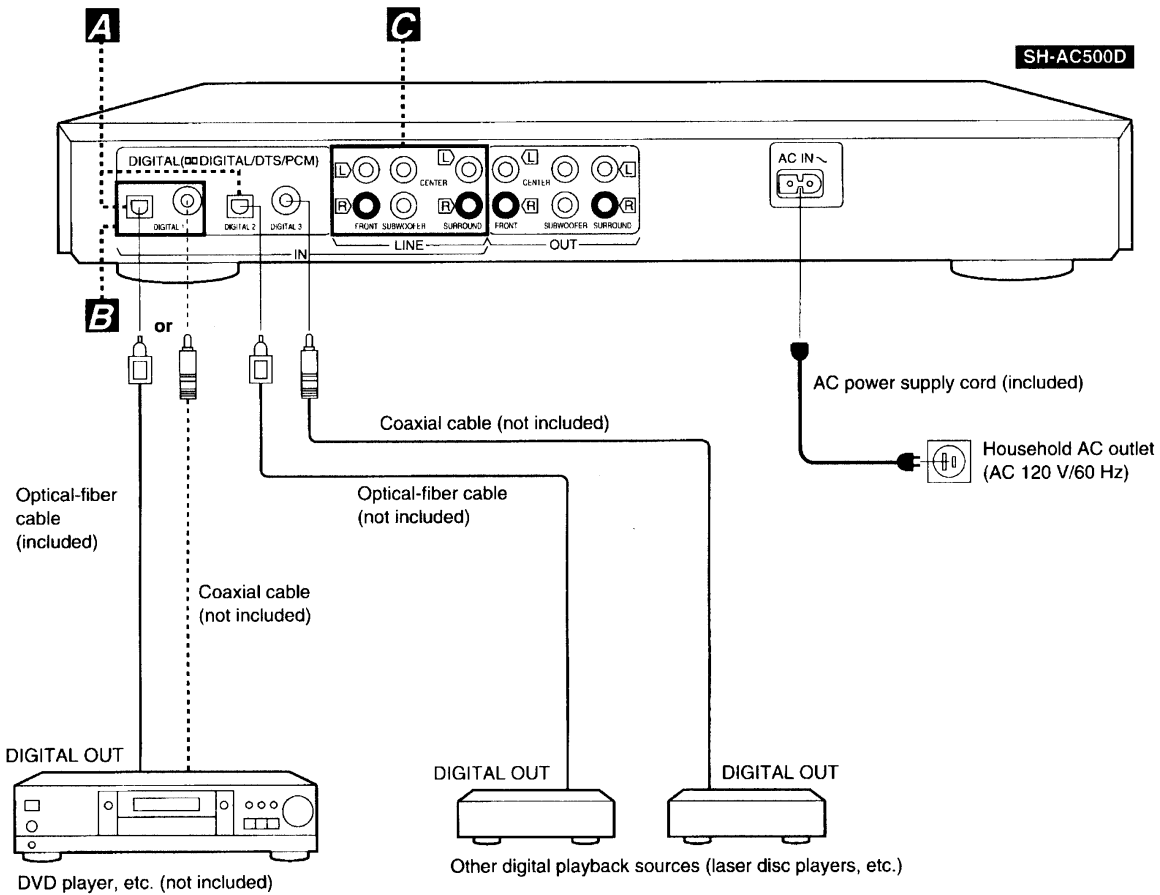 A
C
SH-AC500D
DIGITAL(DIGITAL/DTS/PCM)
AC IN
L
L
L
L
CENTER
CENTER
R
R
R
R
DIGITAL 1
DIGITAL 2
DIGITAL 3
FRONT
SUBWOOFER
SURROUND
FRONT
SUBWOOFER
SURROUND
LINE
OUT
IN
B
or
AC power supply cord (included)
Coaxial cable (not included)
Household AC outlet
(AC 120 V/60 Hz)
Optical-fiber
cable
(included)
Optical-fiber cable
(not included)
Coaxial cable
(not included)
DIGITAL OUT
DIGITAL OUT
DIGITAL OUT
Other digital playback sources (laser disc players, etc.)
DVD player, etc. (not included)